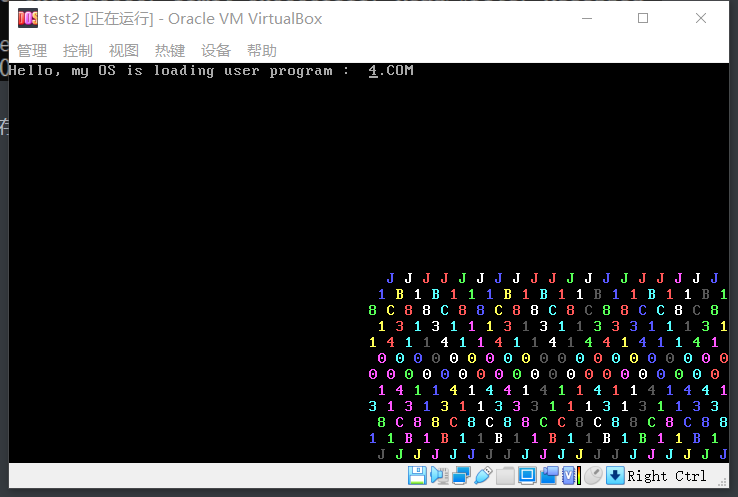 test2 [正在运行] - Oracle VM VirtualBox
管理 控制 视图 热键 设备 帮助
Hello, my OS is loading user program : 4.COM
J J J J J J J J J J J J J J J J J J J
1 B 1 B 1 1 1 B 1 B 1 B 1 1 B 1 1 B 1 1
8 C 8 8 C 8 8 C 8 8 C 8 C 8 8 C C 8 C 8
1 3 1 3 1 1 1 3 1 3 1 1 3 3 3 1 1 1 3 1
1 4 1 1 4 1 1 4 1 1 4 1 1 4 4 1 4 1 1 4 1
0 0 0 0 0 0 0 0 0 0 0 0 0 0 0 0 0 0 0 0
0 0 0 0 0 0 0 0 0 0 0 0 0 0 0 0 0 0 0 0
1 4 1 1 4 1 4 4 1 4 1 1 4 1 1 4 1 4 4 1
3 1 3 1 3 1 1 3 3 3 1 1 3 1 3 1 1 3 3
8 C 8 C 8 8 C 8 C C 8 8 C 8 C 8 C 8 8
1 1 B 1 B 1 1 B 1 1 1 B 1 1 B 1 B 1 1 B 1
J J J J J J J J J J J J J J J J J J J J
Right Ctrl